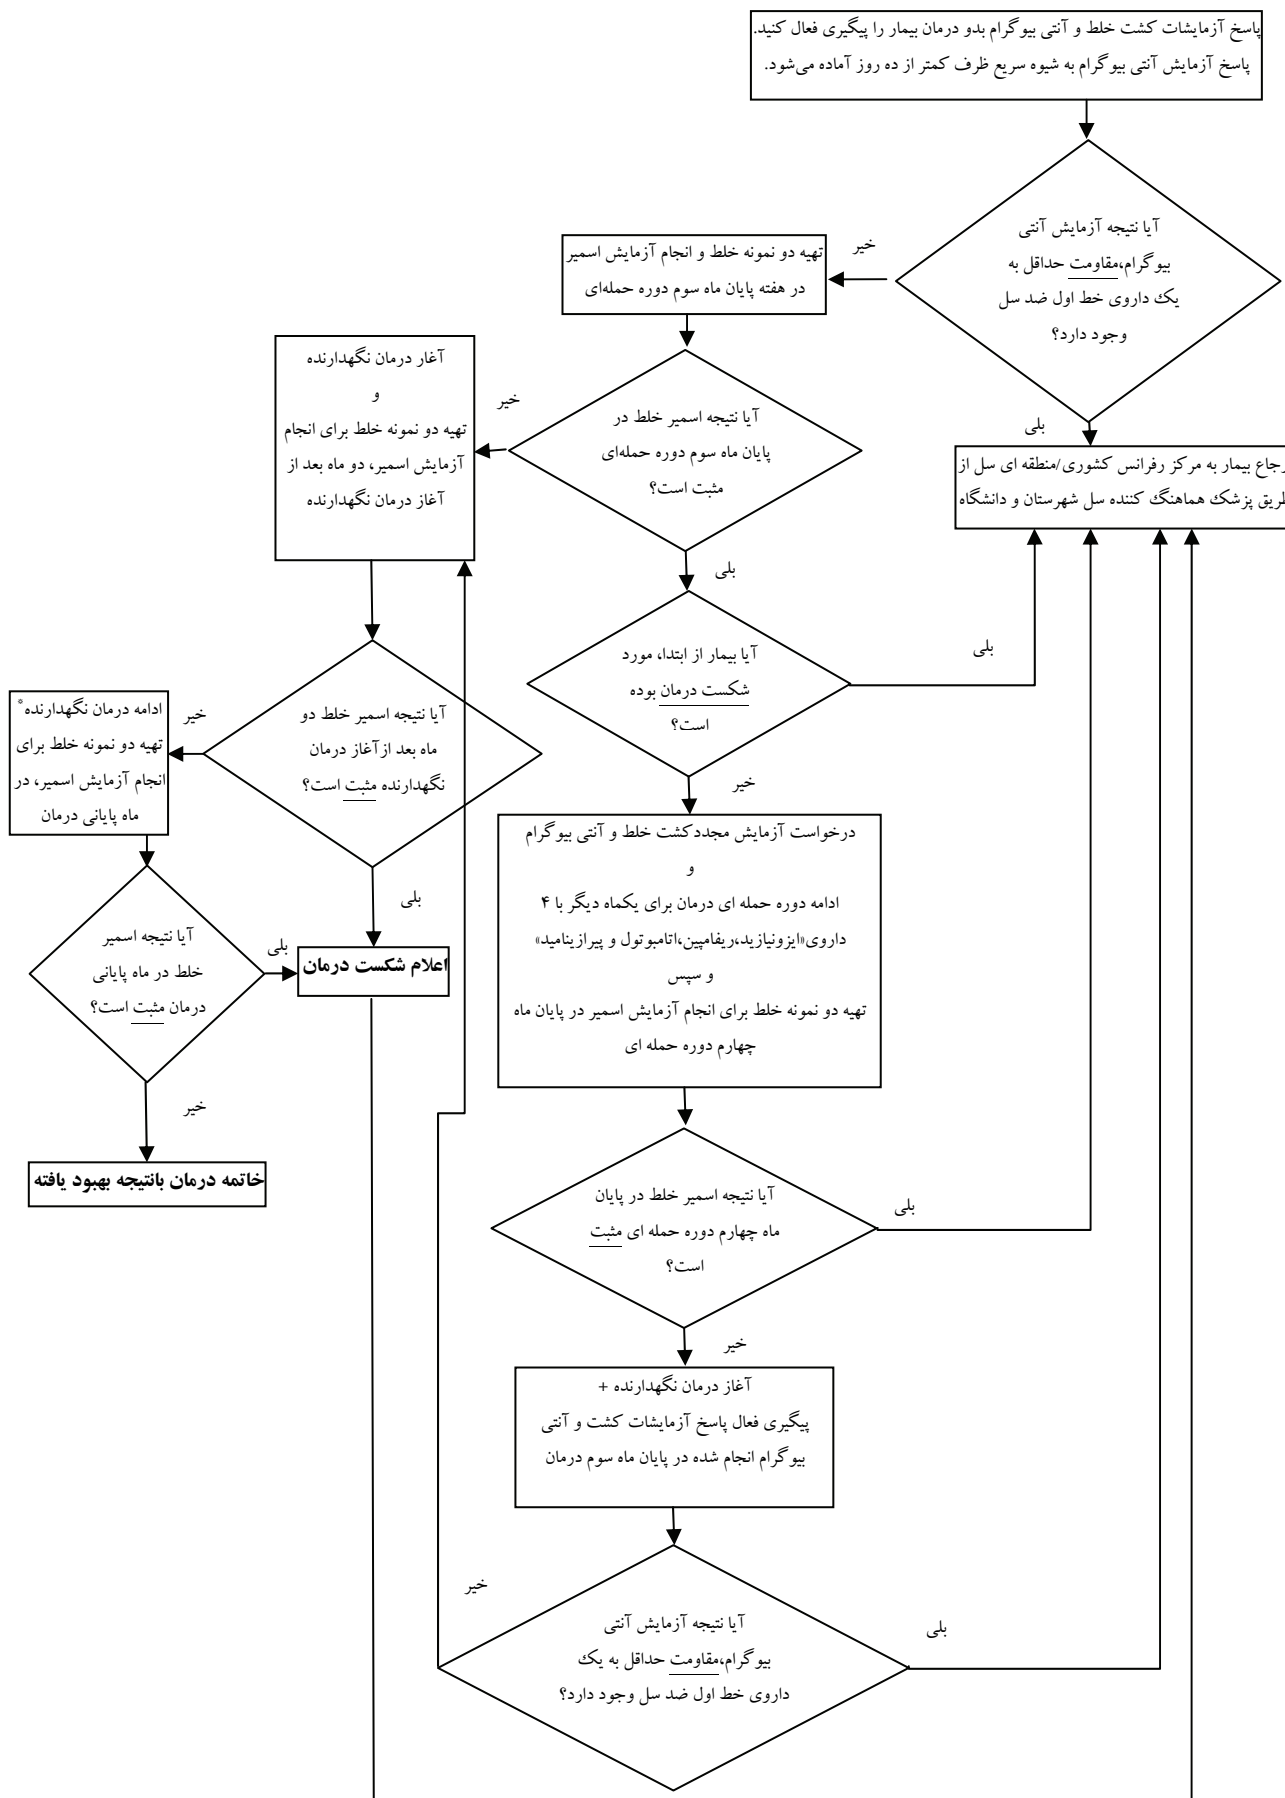 پاسخ آزمایشات کشت خلط و آنتی بیوگرام بدو درمان بیمار را پیگیری فعال کنید.
پاسخ آزمایش آنتی بیوگرام به شیوه سریع ظرف کمتر از ده روز آماده می‌شود.
آیا نتیجه آزمایش آنتی
بیوگرام،مقاومت حداقل به
یک داروی خط اول ضد سل
وجود دارد؟
خیر
بلی
تهیه دو نمونه خلط و انجام آزمایش اسمیر
در هفته پایان ماه سوم دوره حمله‌ای
رجاع بیمار به مرکز رفرانس کشوری/منطقه ای سل از
طریق پزشک هماهنگ کننده سل شهرستان و دانشگاه
آیا نتیجه اسمیر خلط در
پایان ماه سوم دوره حمله‌ای
مثبت است؟
خیر
بلی
آغار درمان نگهدارنده
و
تهیه دو نمونه خلط برای انجام
آزمایش اسمیر، دو ماه بعد از
آغاز درمان نگهدارنده
آیا بیمار از ابتدا، مورد
شکست درمان بوده
است؟
بلی
خیر
آیا نتیجه اسمیر خلط دو
ماه بعد ازآغاز درمان
نگهدارنده مثبت است؟
خیر
بلی
ادامه درمان نگهدارنده*
تهیه دو نمونه خلط برای
انجام آزمایش اسمیر، در
ماه پایانی درمان
درخواست آزمایش مجددکشت خلط و آنتی بیوگرام
و
ادامه دوره حمله ای درمان برای یکماه دیگر با ۴
داروی«ایزونیازید،ریفامپین،اتامبوتول و پیرازینامید»
و سپس
تهیه دو نمونه خلط برای انجام آزمایش اسمیر در پایان ماه
چهارم دوره حمله ای
آیا نتیجه اسمیر
خلط در ماه پایانی
درمان مثبت است؟
بلی
خیر
اعلام شکست درمان
خاتمه درمان بانتیجه بهبود یافته
آیا نتیجه اسمیر خلط در پایان
ماه چهارم دوره حمله ای مثبت
است؟
بلی
خیر
آغاز درمان نگهدارنده +
پیگیری فعال پاسخ آزمایشات کشت و آنتی
بیوگرام انجام شده در پایان ماه سوم درمان
آیا نتیجه آزمایش آنتی
بیوگرام،مقاومت حداقل به یک
داروی خط اول ضد سل وجود دارد؟
خیر
بلی